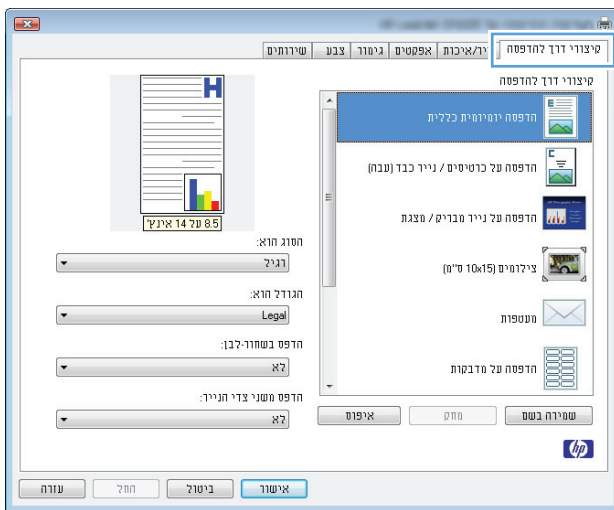 קיצורי דרך להדפסה
יר/איכות
אפקטים
גימור
צבע
שירותים
קיצורי דרך להדפסה
הדפסה יומיומית כללית
הדפסה על כרטיסים / נייר כבד (עבה)
הדפסה על נייר מבריק / מצגת
צילומים (10x15 ס"מ)
מעטפות
הדפסה על מדבקות
שמירה בשם
מחק
איפוס
8.5 על 14 אינץ'
הסוג הוא:
רגיל
הגודל הוא:
Legal
הדפס בשחור-לבן:
לא
הדפס משני צדי הנייר:
לא
hp
אישור
ביטול
החל
עזרה